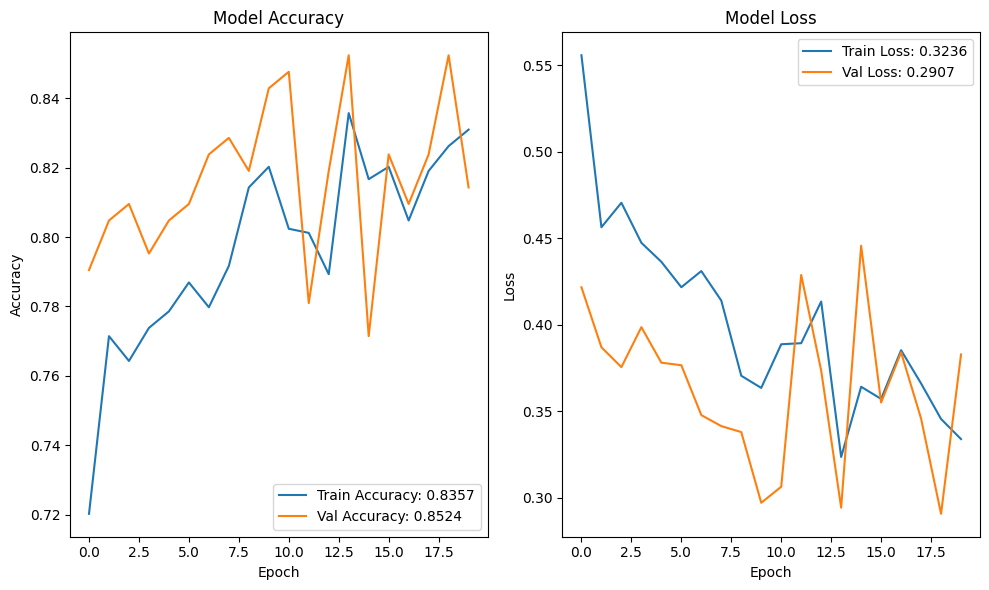 Model Accuracy
Accuracy
0.84
0.82
0.80
0.78
0.76
0.74
0.72
Train Accuracy: 0.8357
Val Accuracy: 0.8524
0.0 2.5 5.0 7.5 10.0 12.5 15.0 17.5
Epoch
Model Loss
Loss
Train Loss: 0.3236
Val Loss: 0.2907
0.55
0.50
0.45
0.40
0.35
0.30
0.0 2.5 5.0 7.5 10.0 12.5 15.0 17.5
Epoch